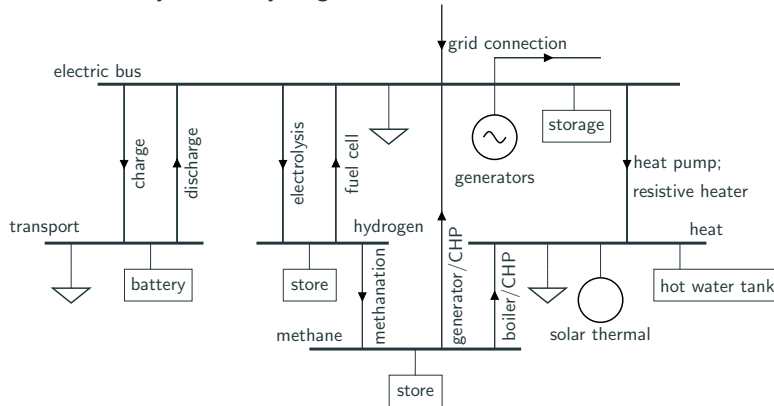 grid connection
electric bus
charge
discharge
electrolysis
fuel cell
generators
storage
heat pump;
resistive heater
transport
hydrogen
heat
battery
store
methanation
generator/CHP
boiler/CHP
solar thermal
hot water tank
methane
store